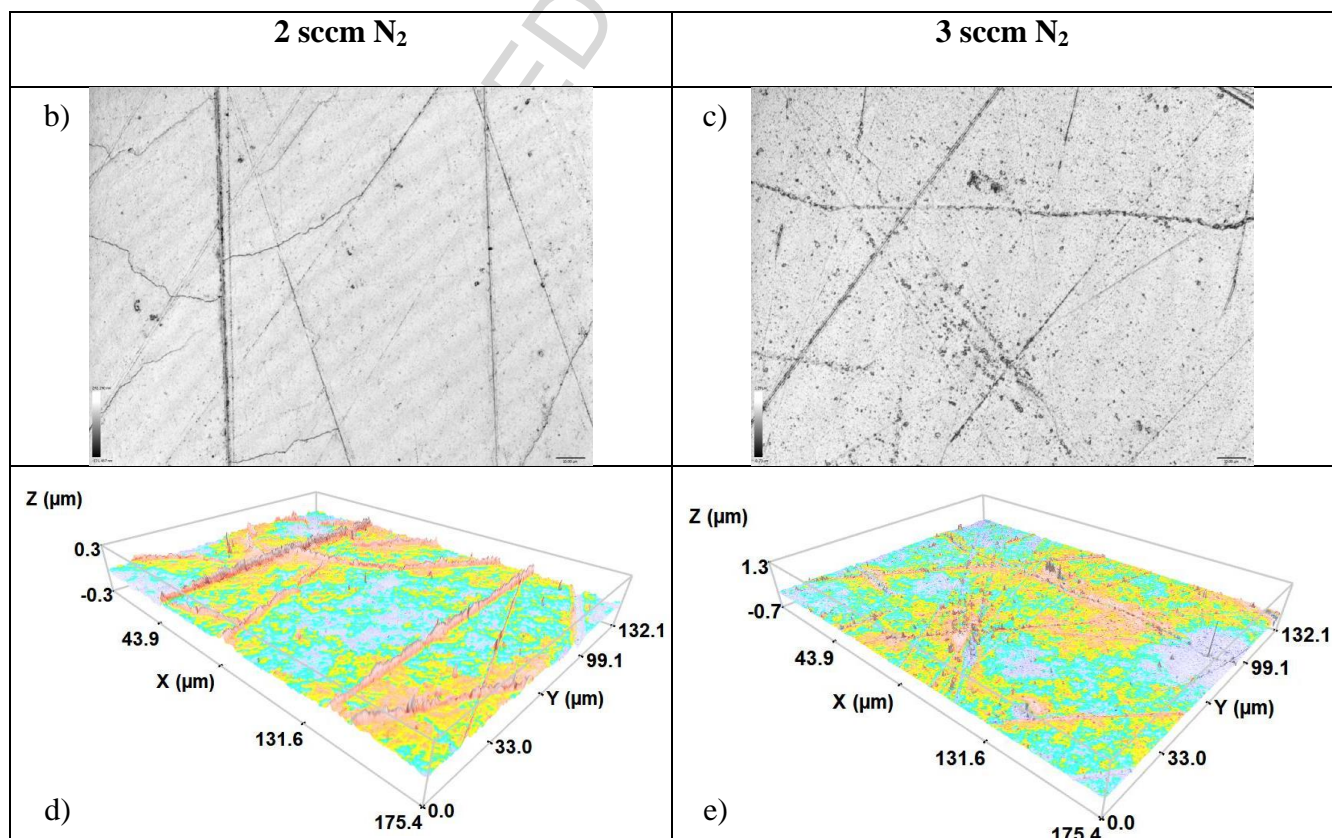 ED
2 sccm N₂
3 sccm N₂
b)
c)
Z (µm)
0.3
-0.3
43.9
X (µm)
131.6
175.4
0.0
33.0
Y (µm)
99.1
132.1
d)
Z (µm)
1.3
-0.7
43.9
X (µm)
131.6
175.4
0.0
33.0
Y (µm)
99.1
132.1
e)